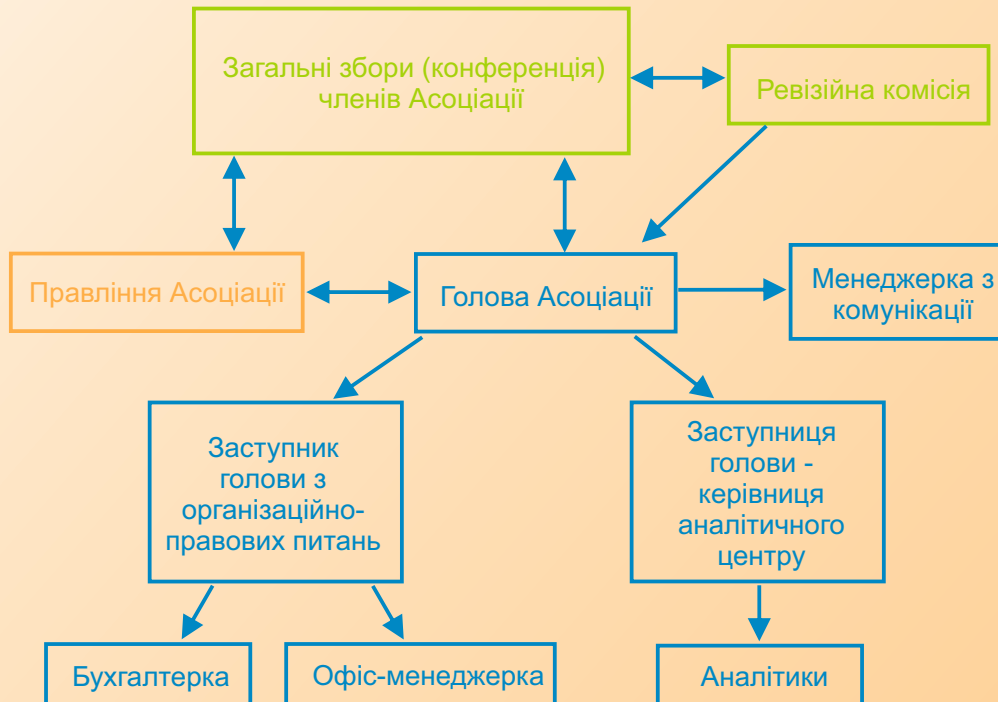 Загальні збори (конференція)
членів Асоціації
Ревізійна комісія
Правління Асоціації
Голова Асоціації
Менеджерка з
комунікації
Заступник
голови з
організаційно-
правових питань
Заступниця
голови -
керівниця
аналітичного
центру
Бухгалтерка
Офіс-менеджерка
Аналітики